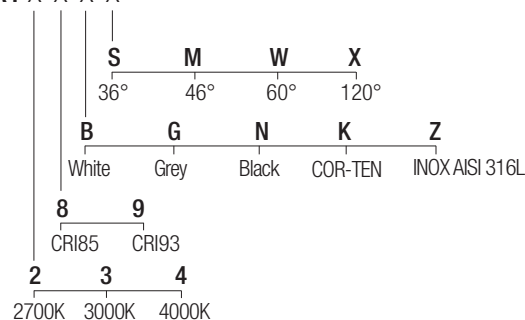 S M W X
36° 46° 60° 120°
B G N K Z
White Grey Black COR-TEN INOX AISI 316L
8 9
CRI85 CRI93
2 3 4
2700K 3000K 4000K